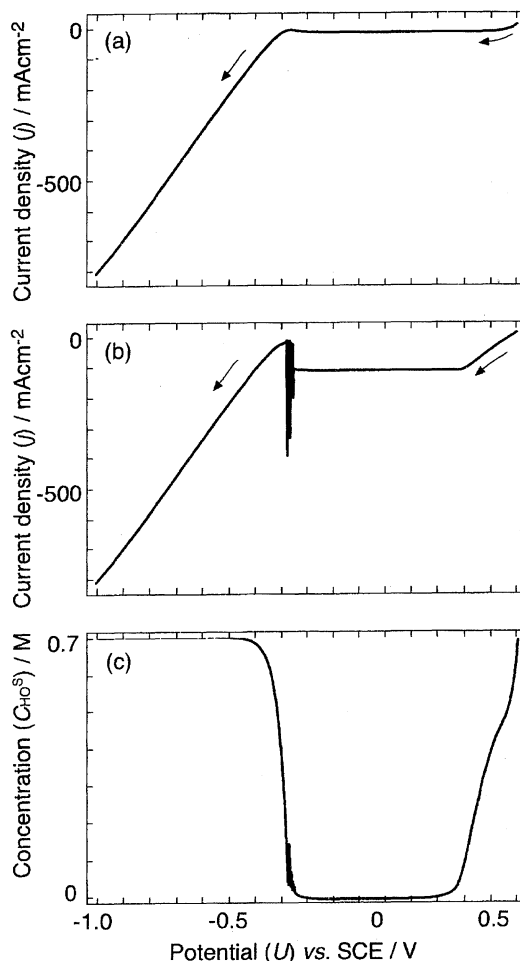 (a)
0
-500
Current density (j) / mAcm-2
(b)
0
-500
Current density (j) / mAcm-2
(c)
0.7
0
Concentration (CHOS) / M
-1.0 -0.5 0 0.5
Potential (U) vs. SCE / V